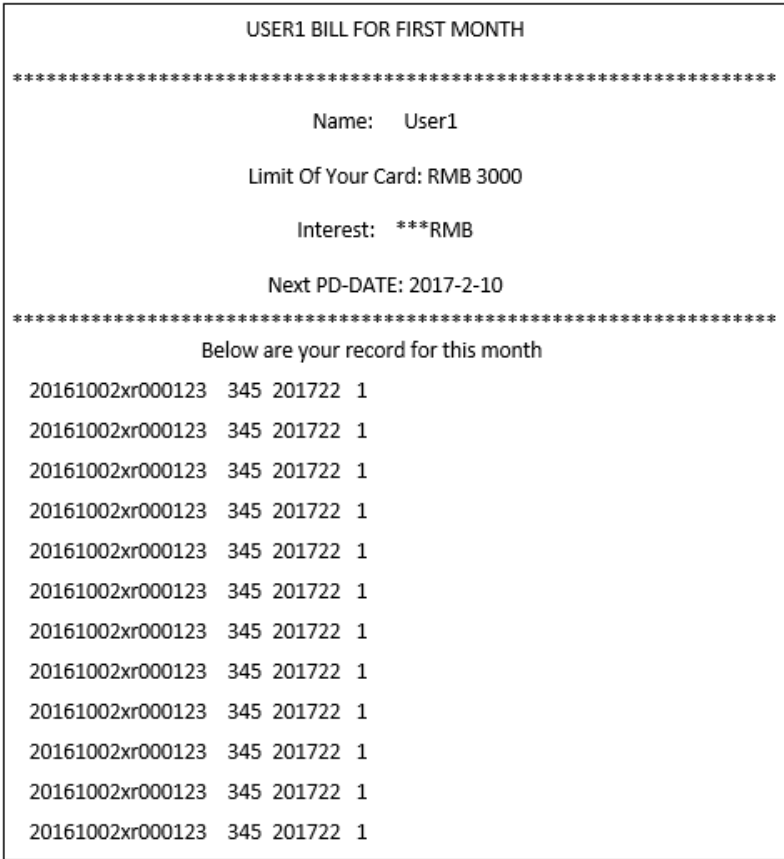 USER1 BILL FOR FIRST MONTH
********************************************************************
Name: User1
Limit Of Your Card: RMB 3000
Interest: ***RMB
Next PD-DATE: 2017-2-10
********************************************************************
Below are your record for this month
20161002xr000123 345 201722 1
20161002xr000123 345 201722 1
20161002xr000123 345 201722 1
20161002xr000123 345 201722 1
20161002xr000123 345 201722 1
20161002xr000123 345 201722 1
20161002xr000123 345 201722 1
20161002xr000123 345 201722 1
20161002xr000123 345 201722 1
20161002xr000123 345 201722 1
20161002xr000123 345 201722 1
20161002xr000123 345 201722 1